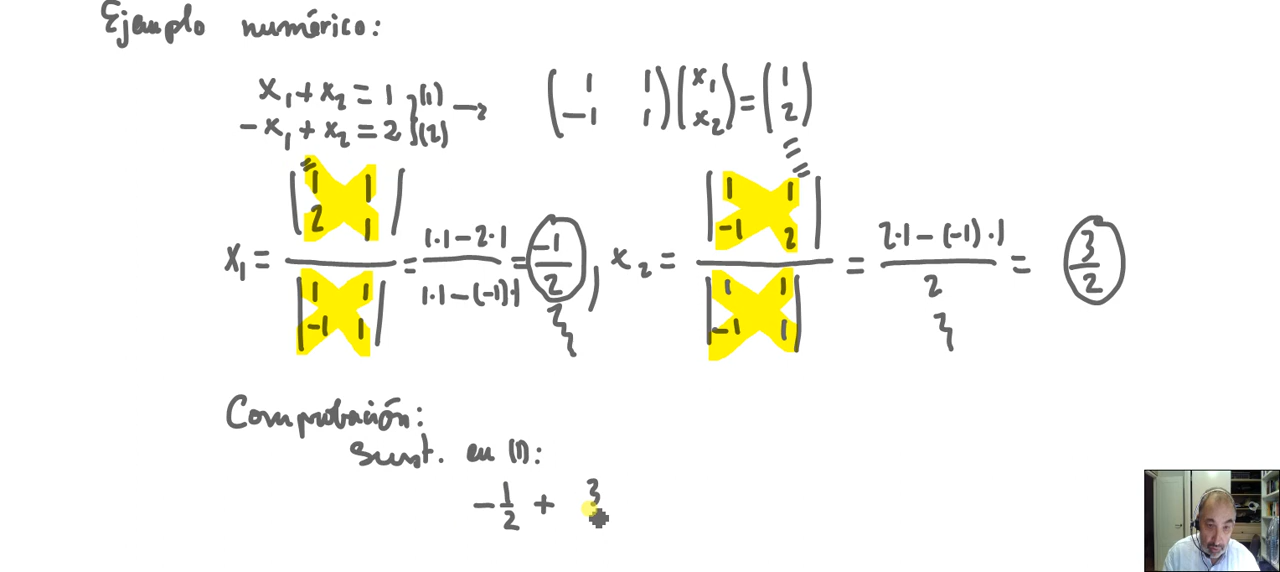 Ejemplo numérico:
x₁ + x₂ = 1 } (1) → ( 1 1 ) ( x₁ ) = ( 1 )
-x₁ + x₂ = 2 } (2) ( -1 1 ) ( x₂ ) ( 2 )
| 1 1 | | 1 1 |
| 2 1 | | -1 2 |
x₁ = = 1·1-2·1 / 1·1-(-1)·1 = -1/2 , x₂ = = 2·1-(-1)·1 / 2 = 3/2
| 1 1 | | 1 1 |
| -1 1 | | -1 1 |
Comprobación:
Sust. en (1):
-1/2 + 3